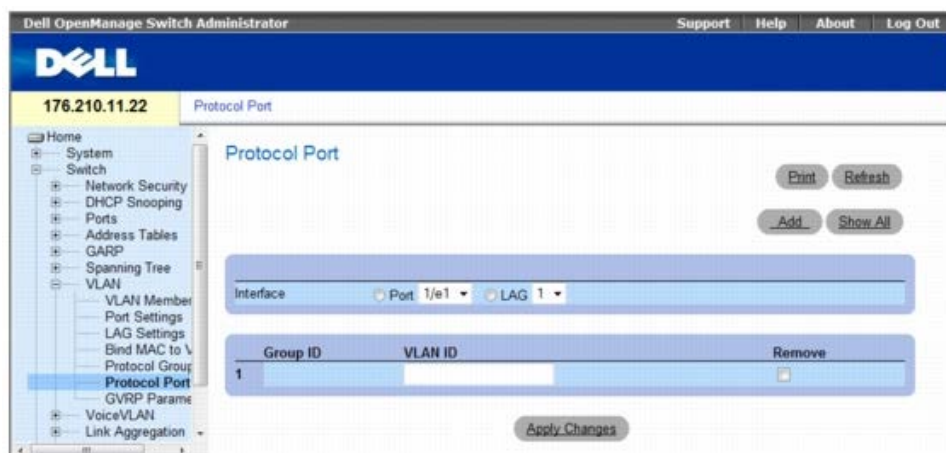 Dell OpenManage Switch Administrator Support Help About Log Out
DELL
176.210.11.22 Protocol Port
Home
System
Switch
Network Security
DHCP Snooping
Ports
Address Tables
GARP
Spanning Tree
VLAN
VLAN Member
Port Settings
LAG Settings
Bind MAC to V
Protocol Group
Protocol Port
GVRP Parame
VoiceVLAN
Link Aggregation
Protocol Port
Print Refresh
Add Show All
Interface Port 1/e1 LAG 1
Group ID VLAN ID Remove
1
Apply Changes